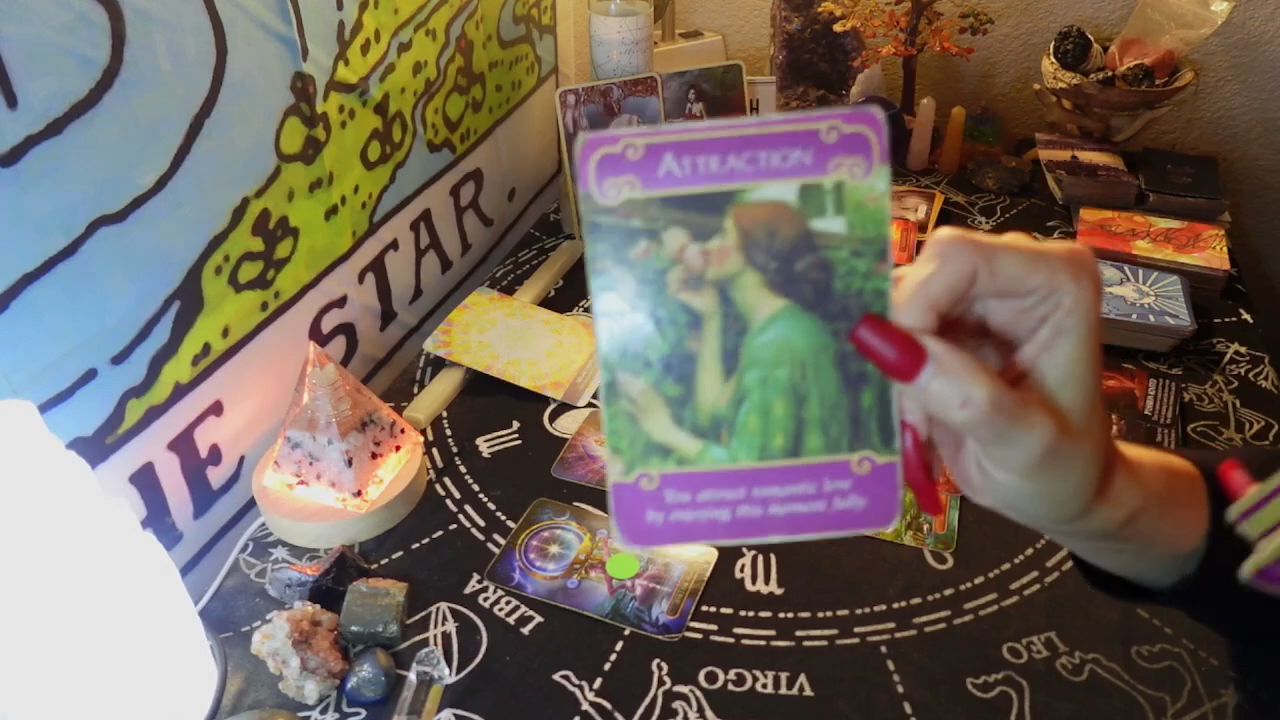 THE STAR.
ATTRACTION
You attract romantic love
by enjoying this moment fully.
LIBRA
VIRGO
LEO